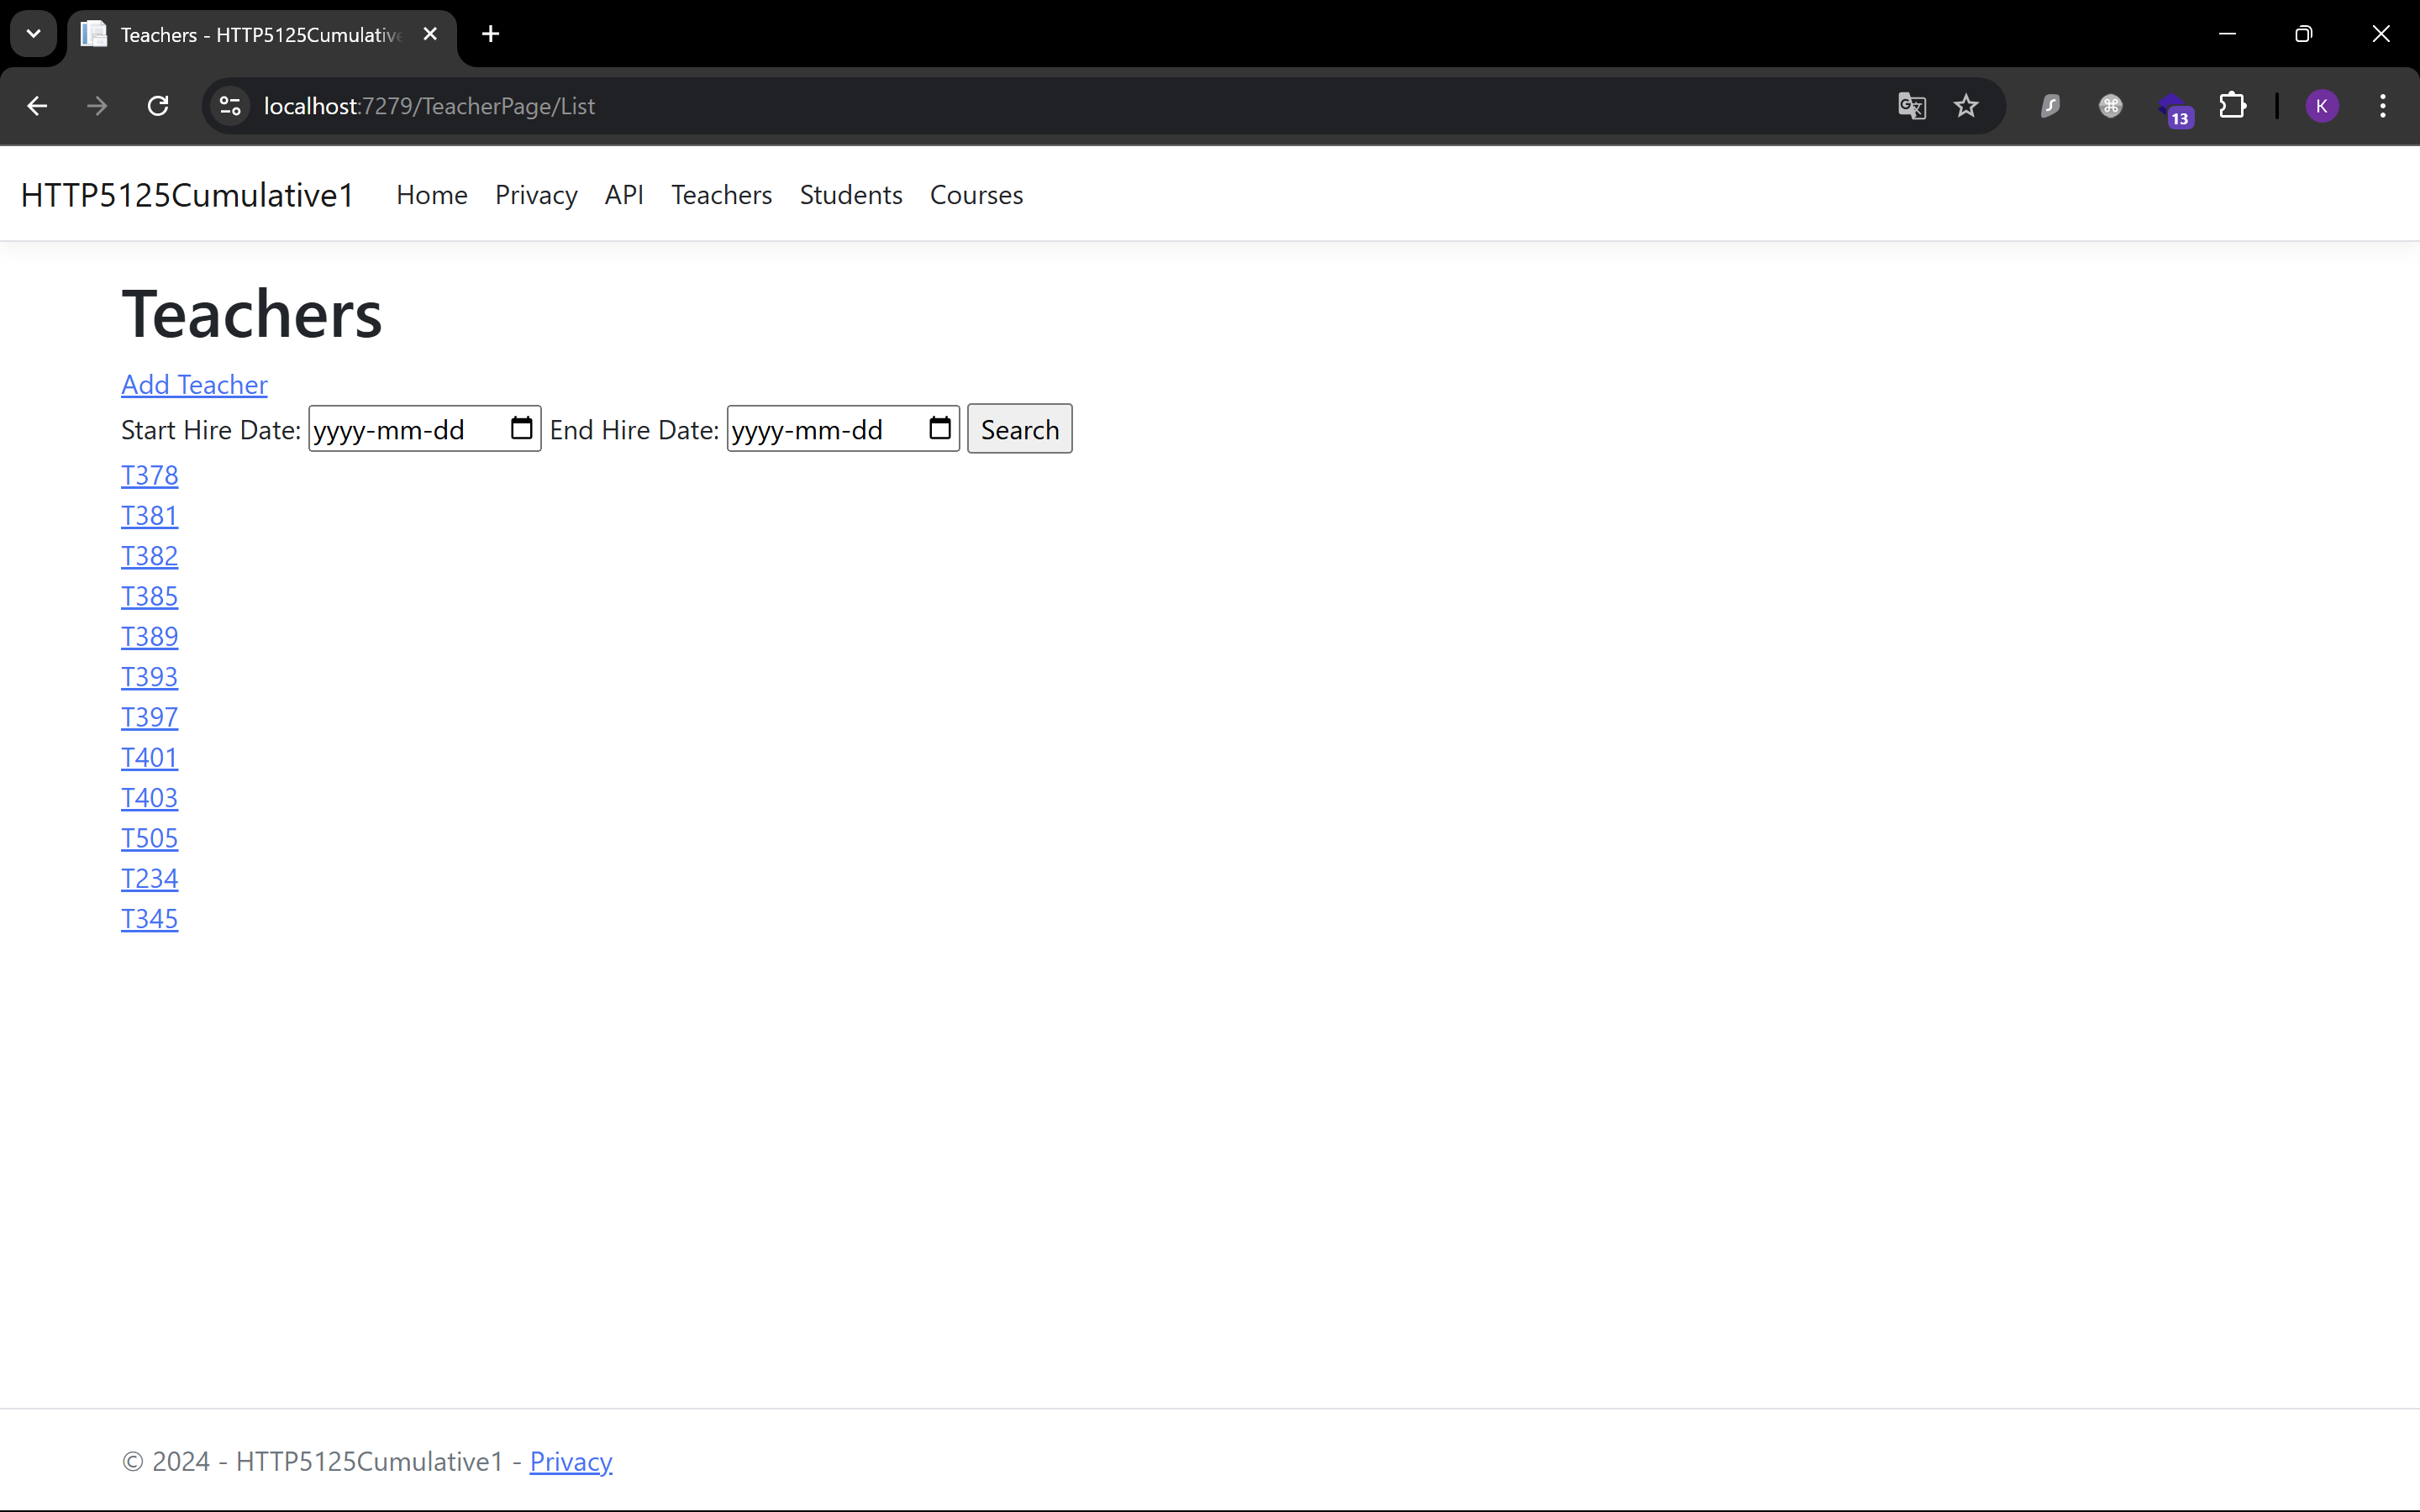 Teachers - HTTP5125Cumulative
localhost:7279/TeacherPage/List
13
K
HTTP5125Cumulative1 Home Privacy API Teachers Students Courses
Teachers
Add Teacher
Start Hire Date: yyyy-mm-dd End Hire Date: yyyy-mm-dd Search
T378
T381
T382
T385
T389
T393
T397
T401
T403
T505
T234
T345
© 2024 - HTTP5125Cumulative1 - Privacy